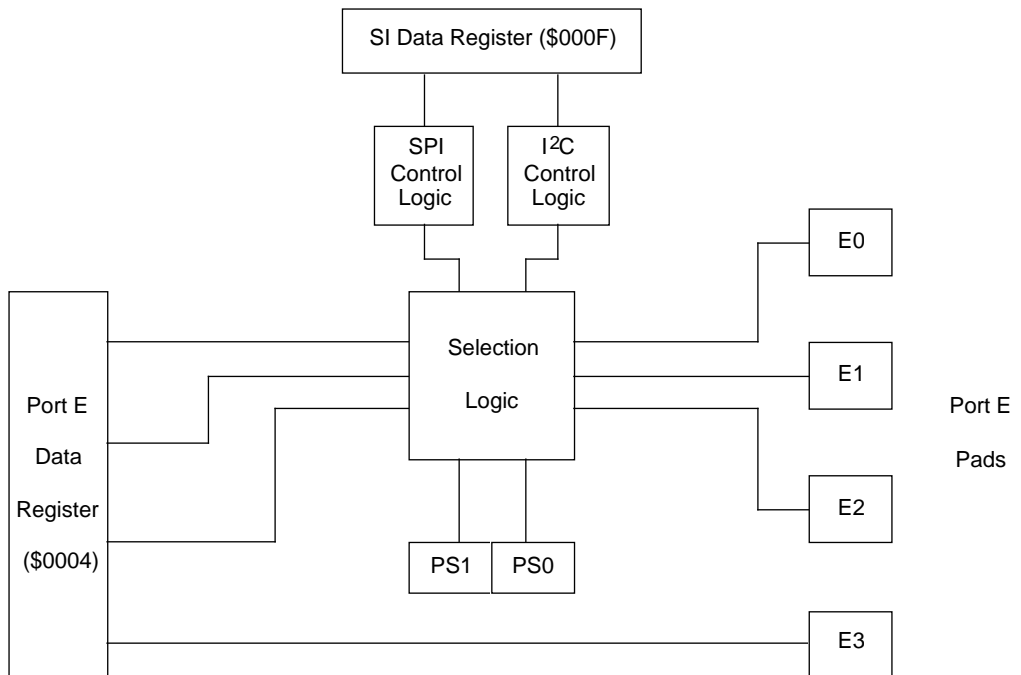 SI Data Register ($000F)
SPI
Control
Logic
I²C
Control
Logic
E0
Selection
Logic
E1
Port E
Data
Register
($0004)
Port E
Pads
E2
PS1
PS0
E3